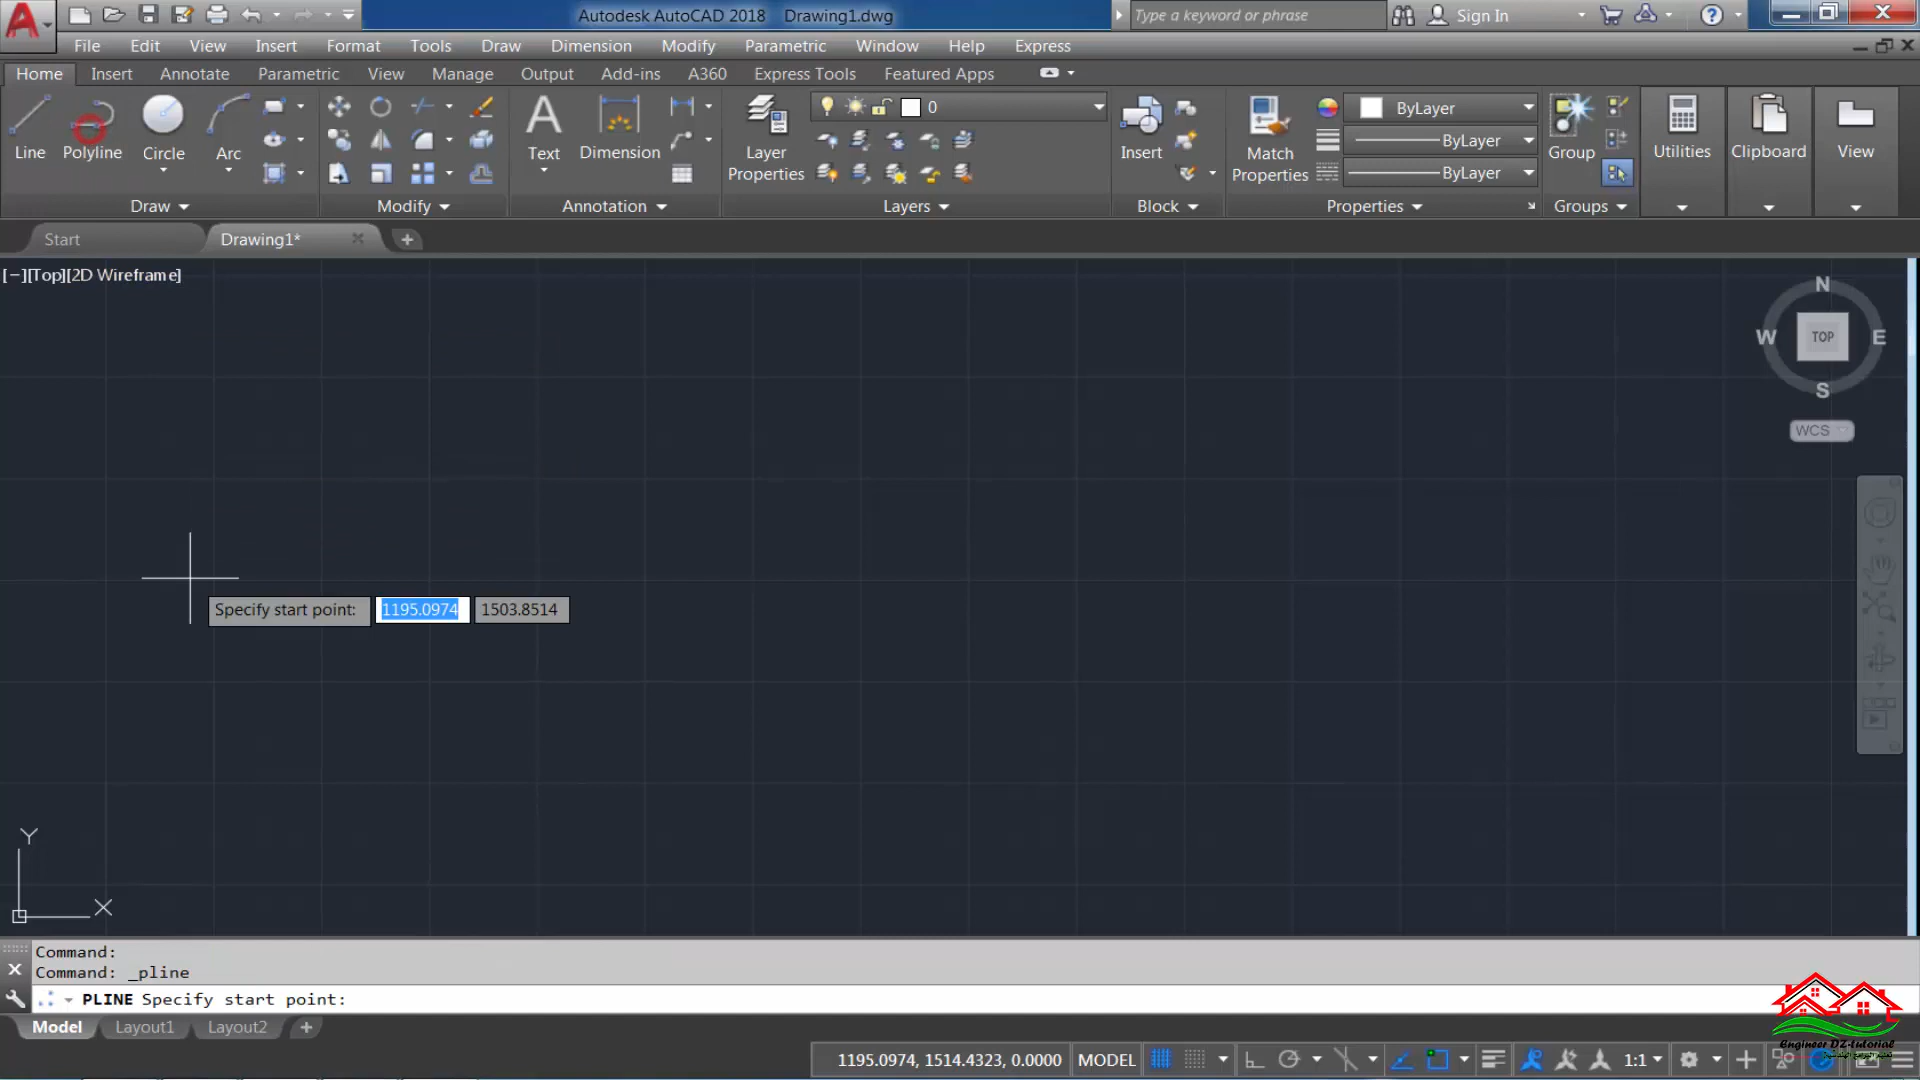 Autodesk AutoCAD 2018 Drawing1.dwg
Type a keyword or phrase
Sign In
File Edit View Insert Format Tools Draw Dimension Modify Parametric Window Help Express
Home Insert Annotate Parametric View Manage Output Add-ins A360 Express Tools Featured Apps
0
ByLayer
ByLayer
ByLayer
Line Polyline Circle Arc
Text Dimension
Layer
Properties
Insert
Match
Properties
Group
Utilities
Clipboard
View
Draw Modify Annotation Layers Block Properties Groups
Start Drawing1*
[−][Top][2D Wireframe]
N
W TOP E
S
WCS
Specify start point: 1195.0974 1503.8514
Y
X
Command:
Command: _pline
PLINE Specify start point:
Model Layout1 Layout2
1195.0974, 1514.4323, 0.0000 MODEL 1:1
Engineer DZ-tutorial